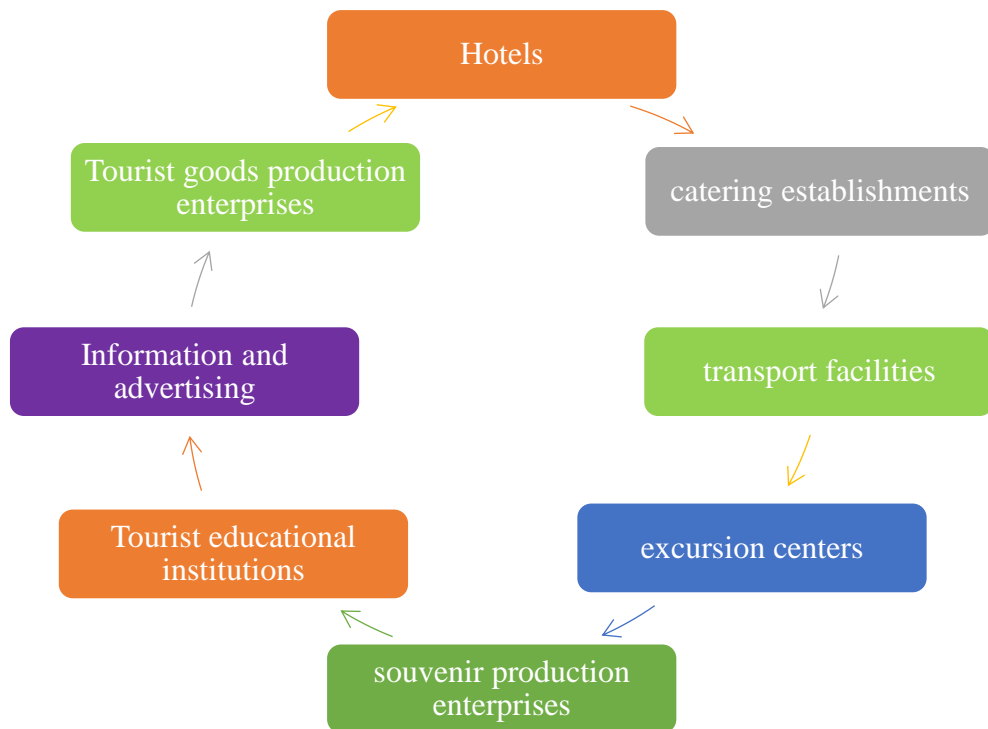 Hotels
catering establishments
transport facilities
excursion centers
souvenir production
enterprises
Tourist educational
institutions
Information and
advertising
Tourist goods production
enterprises